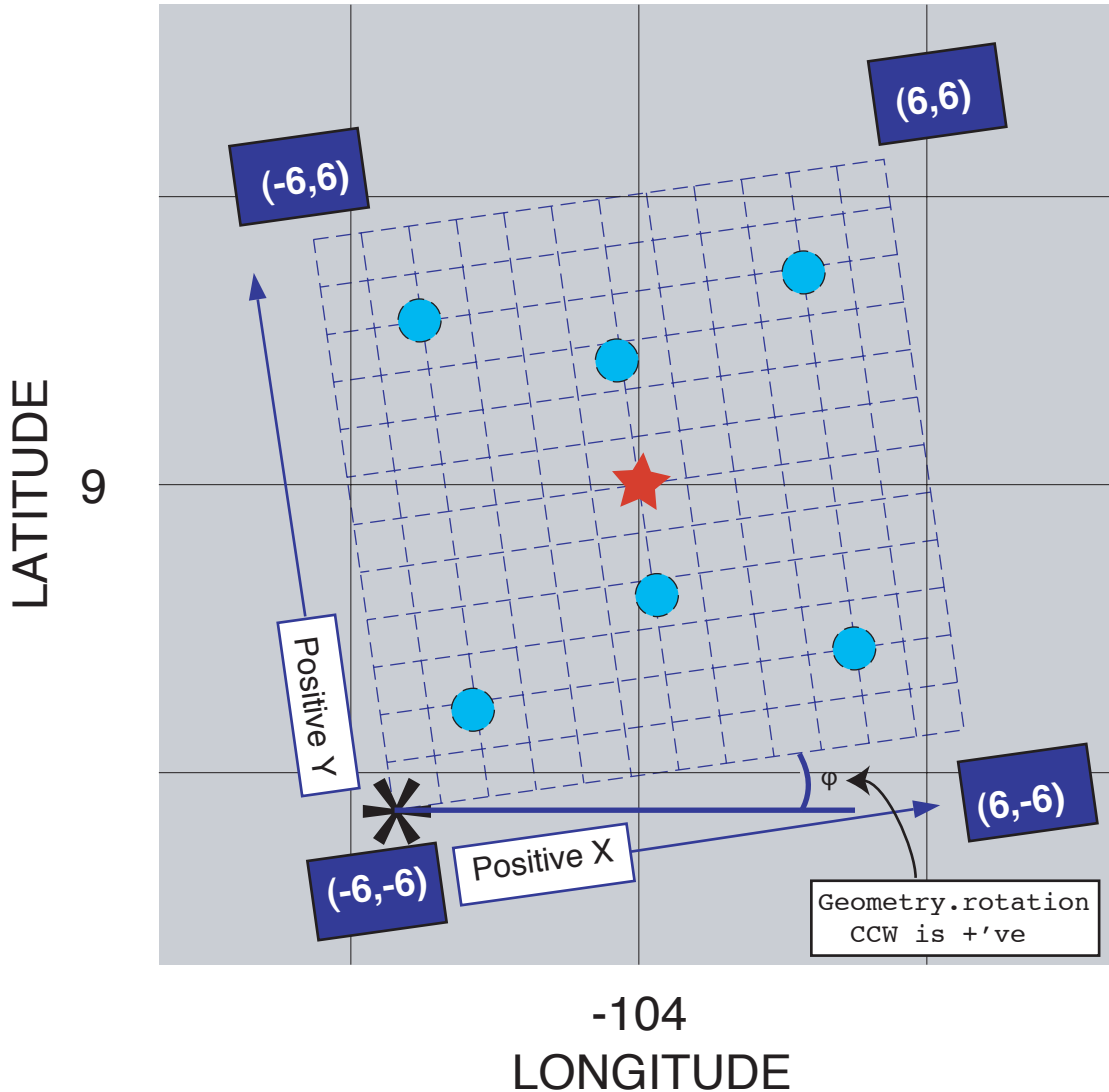 (6,6)
(-6,6)
LATITUDE
9
Positive Y
φ
(6,-6)
Positive X
(-6,-6)
Geometry.rotation
CCW is +'ve
-104
LONGITUDE